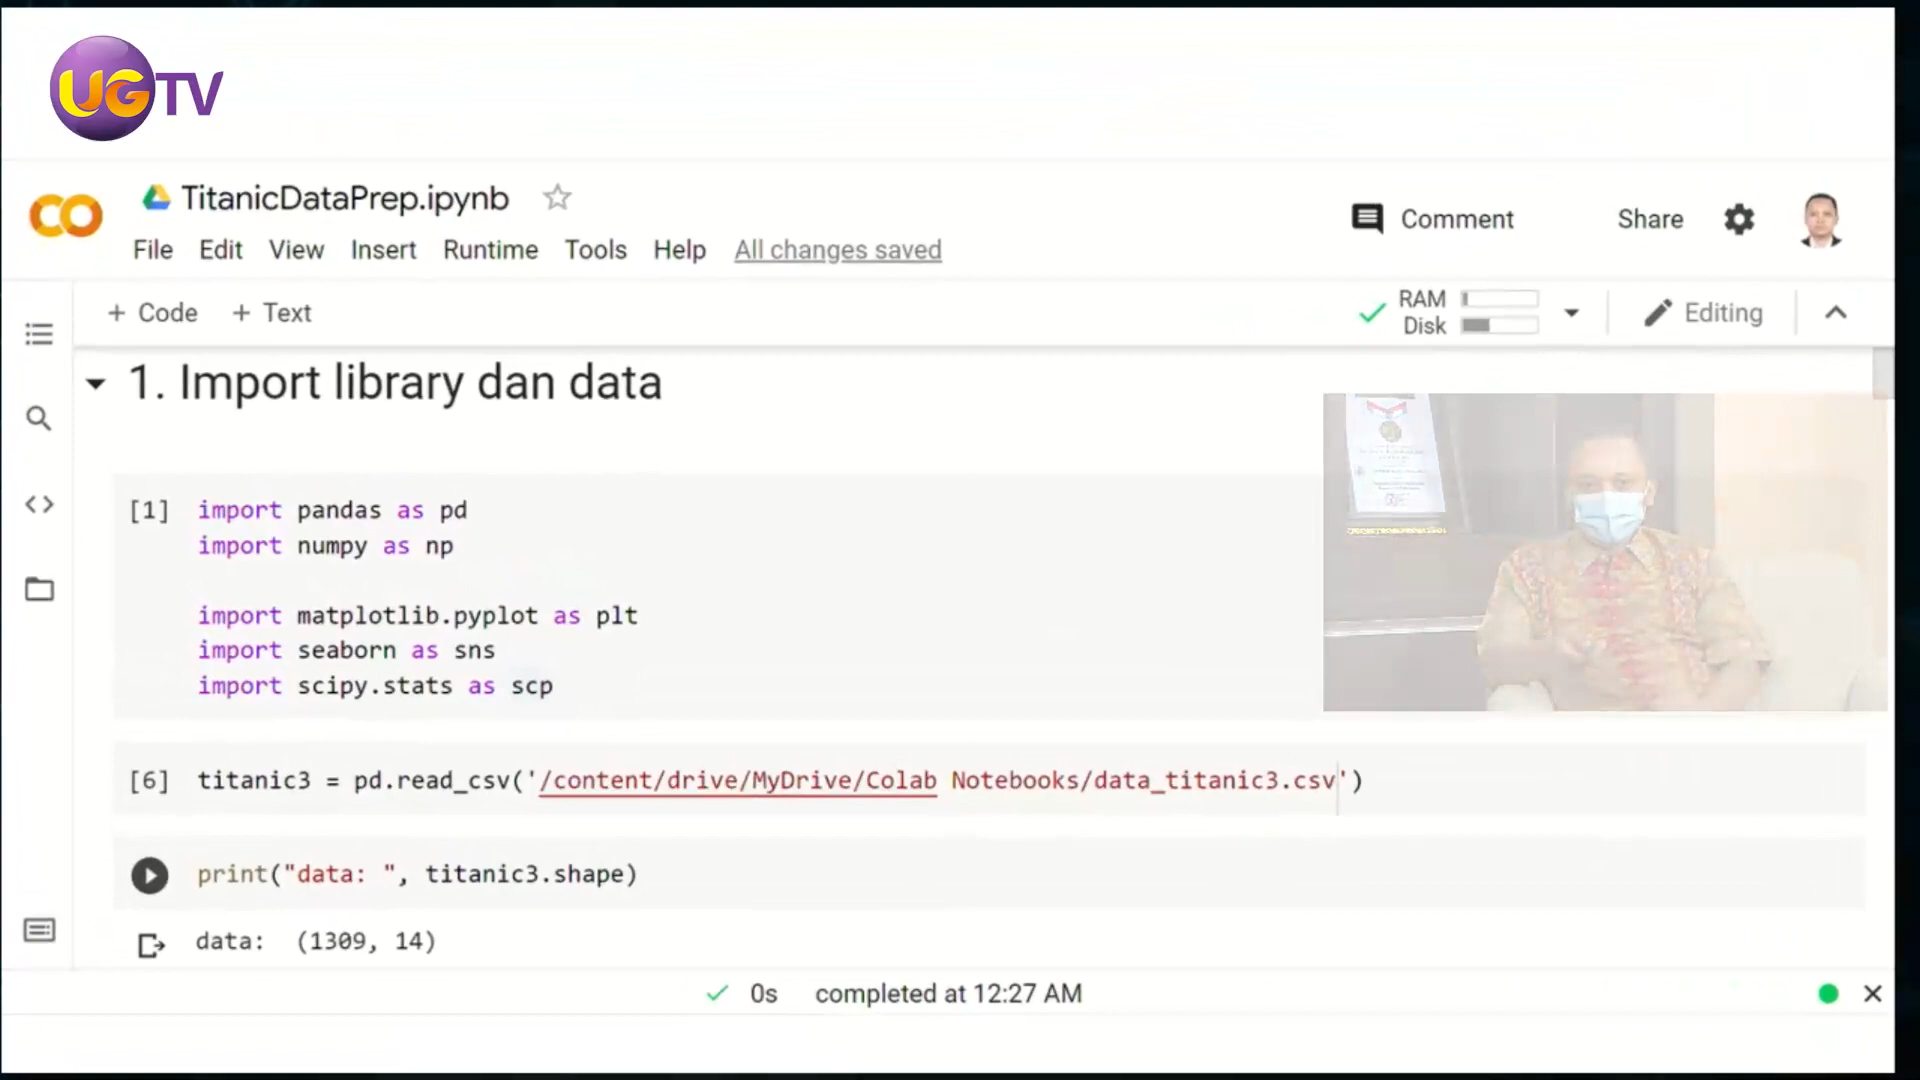 UGTV
TitanicDataPrep.ipynb
Comment
Share
File Edit View Insert Runtime Tools Help All changes saved
+ Code + Text
RAM
Disk
Editing
1. Import library dan data
[1] import pandas as pd
import numpy as np
import matplotlib.pyplot as plt
import seaborn as sns
import scipy.stats as scp
[6] titanic3 = pd.read_csv('/content/drive/MyDrive/Colab Notebooks/data_titanic3.csv')
print("data: ", titanic3.shape)
data: (1309, 14)
0s completed at 12:27 AM